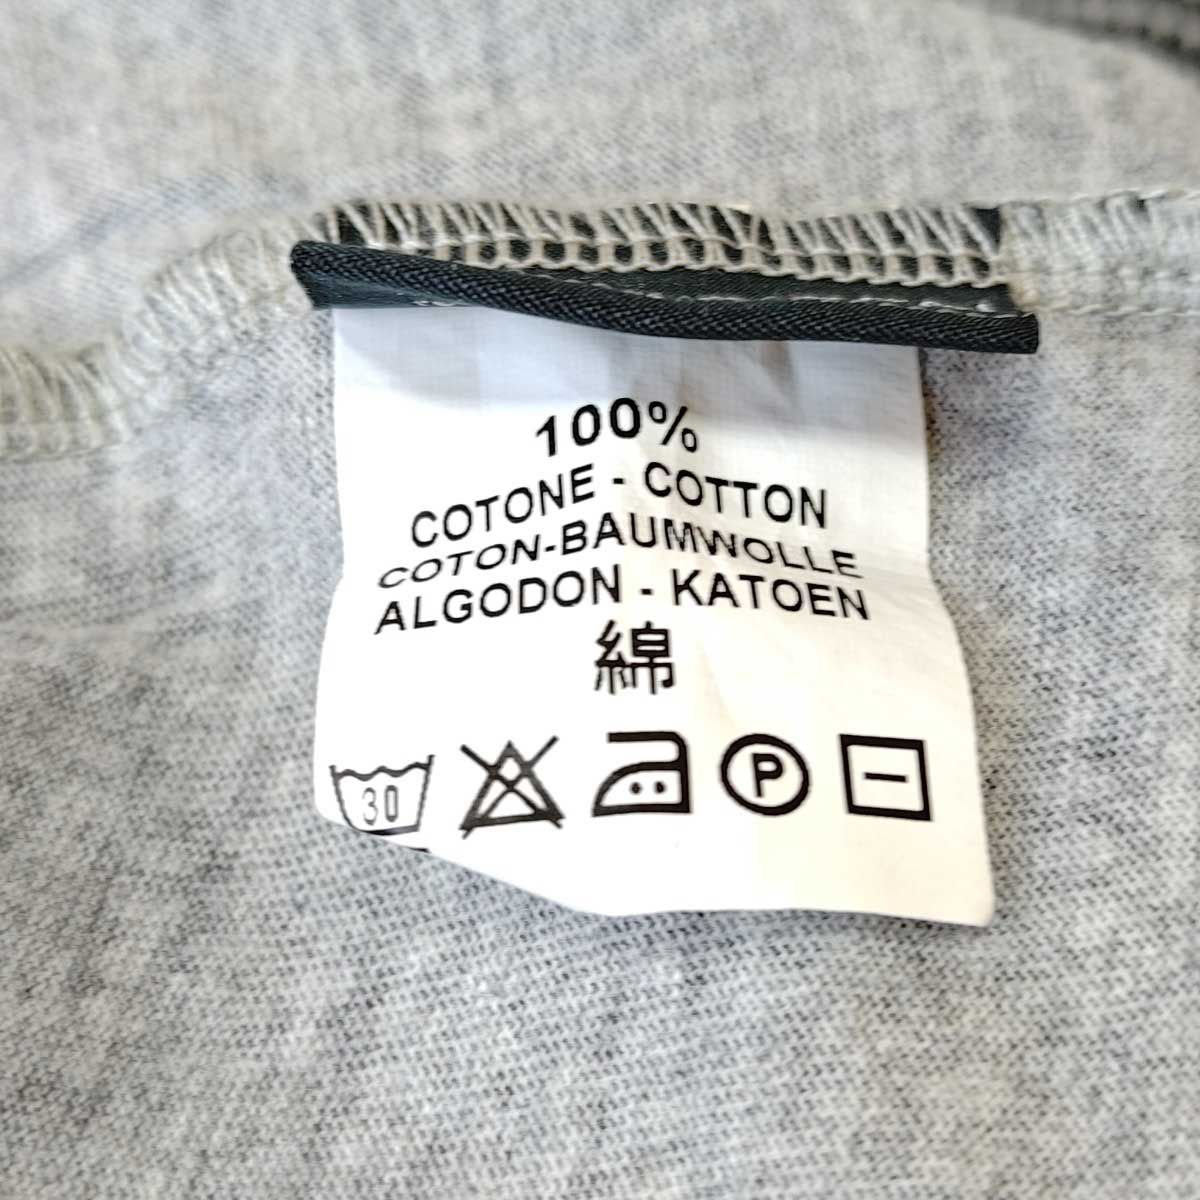 100%
COTONE - COTTON
COTON-BAUMWOLLE
ALGODON - KATOEN
綿
30 P